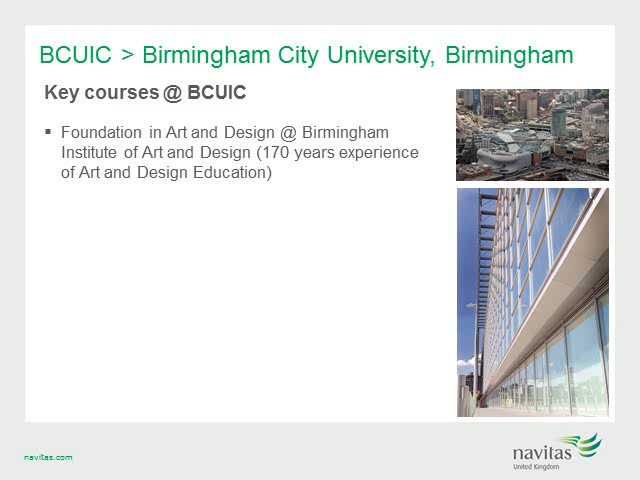 BCUIC > Birmingham City University, Birmingham
Key courses @ BCUIC
▪ Foundation in Art and Design @ Birmingham
Institute of Art and Design (170 years experience
of Art and Design Education)
navitas.com
navitas
United Kingdom